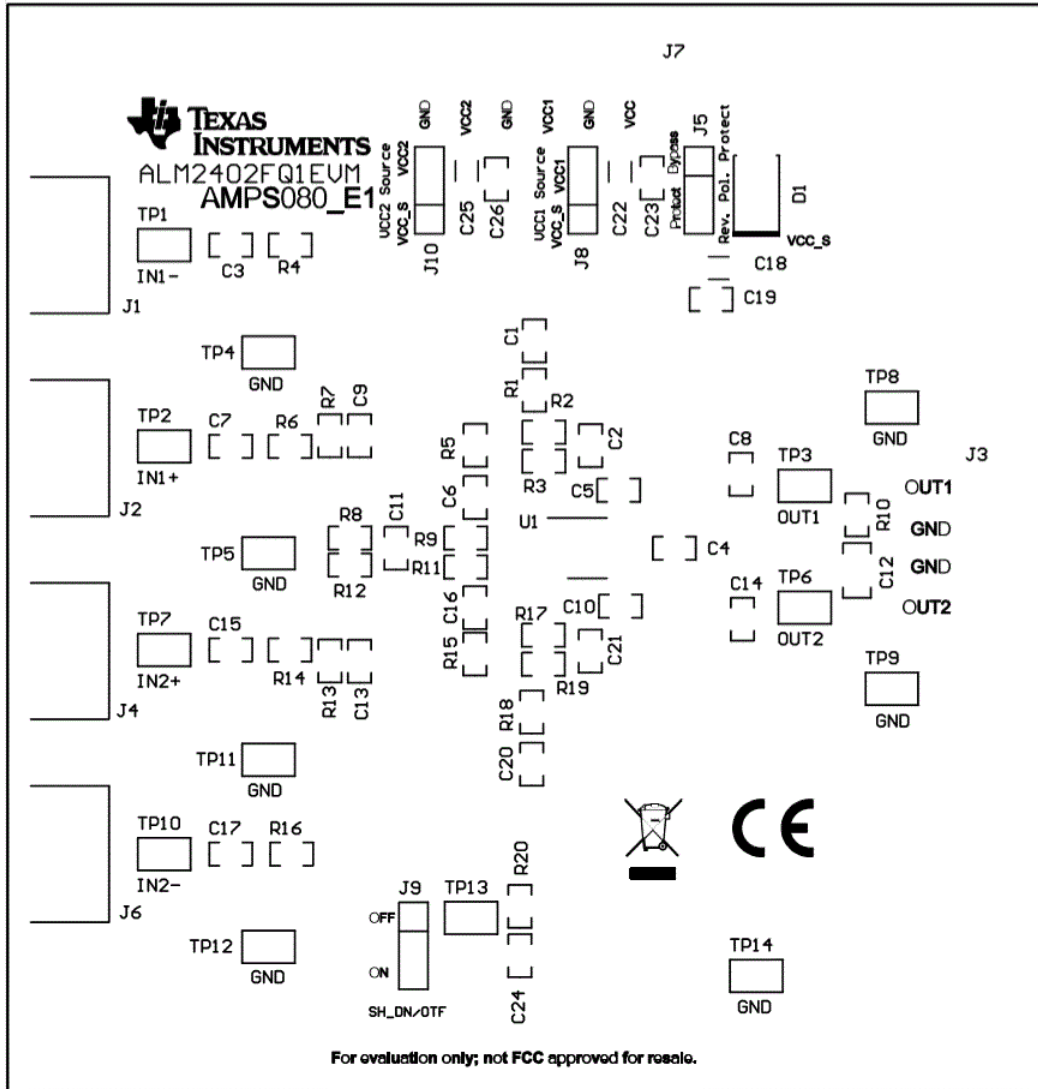 J7
TEXAS
INSTRUMENTS
ALM2402FQ1EVM
AMPS080_E1
GND
VCC2
GND
VCC1
GND
VCC
VCC2 Source
VCC2
VCC_S
J10
C25
C26
VCC1 Source
VCC1
VCC_S
J8
C22
C23
Bypass
Protect
J5
Rev. Pol. Protect
D1
VCC_S
C18
C19
TP1
IN1-
C3
R4
J1
TP4
GND
C1
R1
TP2
IN1+
C7
R6
R7
C9
J2
R5
R2
R3
C2
C6
C5
U1
C4
TP8
GND
J3
C8
TP3
OUT1
R10
OUT1
GND
GND
OUT2
C12
C14
TP6
OUT2
TP5
GND
R8
R12
C11
R9
R11
C16
R15
C10
R17
R19
C21
TP7
IN2+
C15
R14
R13
C13
J4
R18
C20
TP9
GND
TP11
GND
TP10
IN2-
C17
R16
J6
CE
TP12
GND
J9
OFF
ON
SH_DN/OTF
TP13
R20
C24
TP14
GND
For evaluation only; not FCC approved for resale.